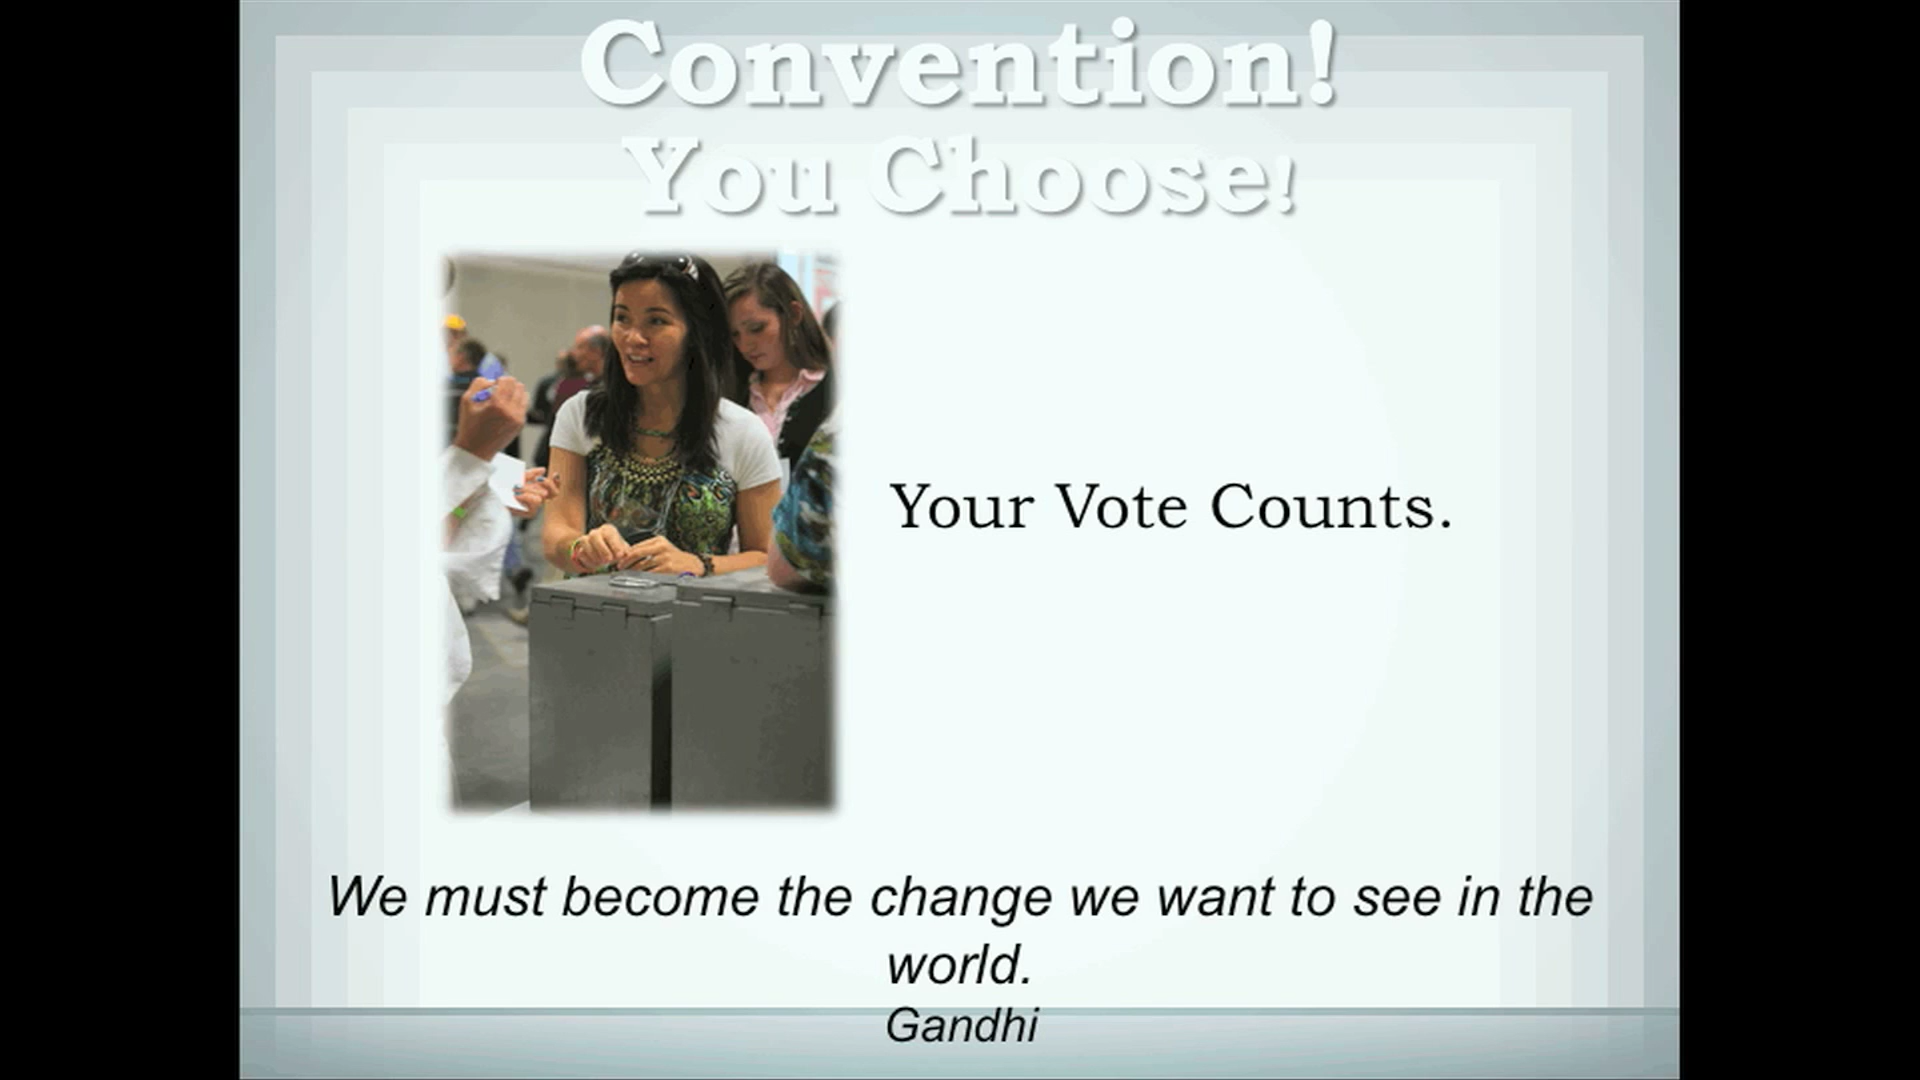 Convention!
You Choose!
Your Vote Counts.
We must become the change we want to see in the
world.
Gandhi